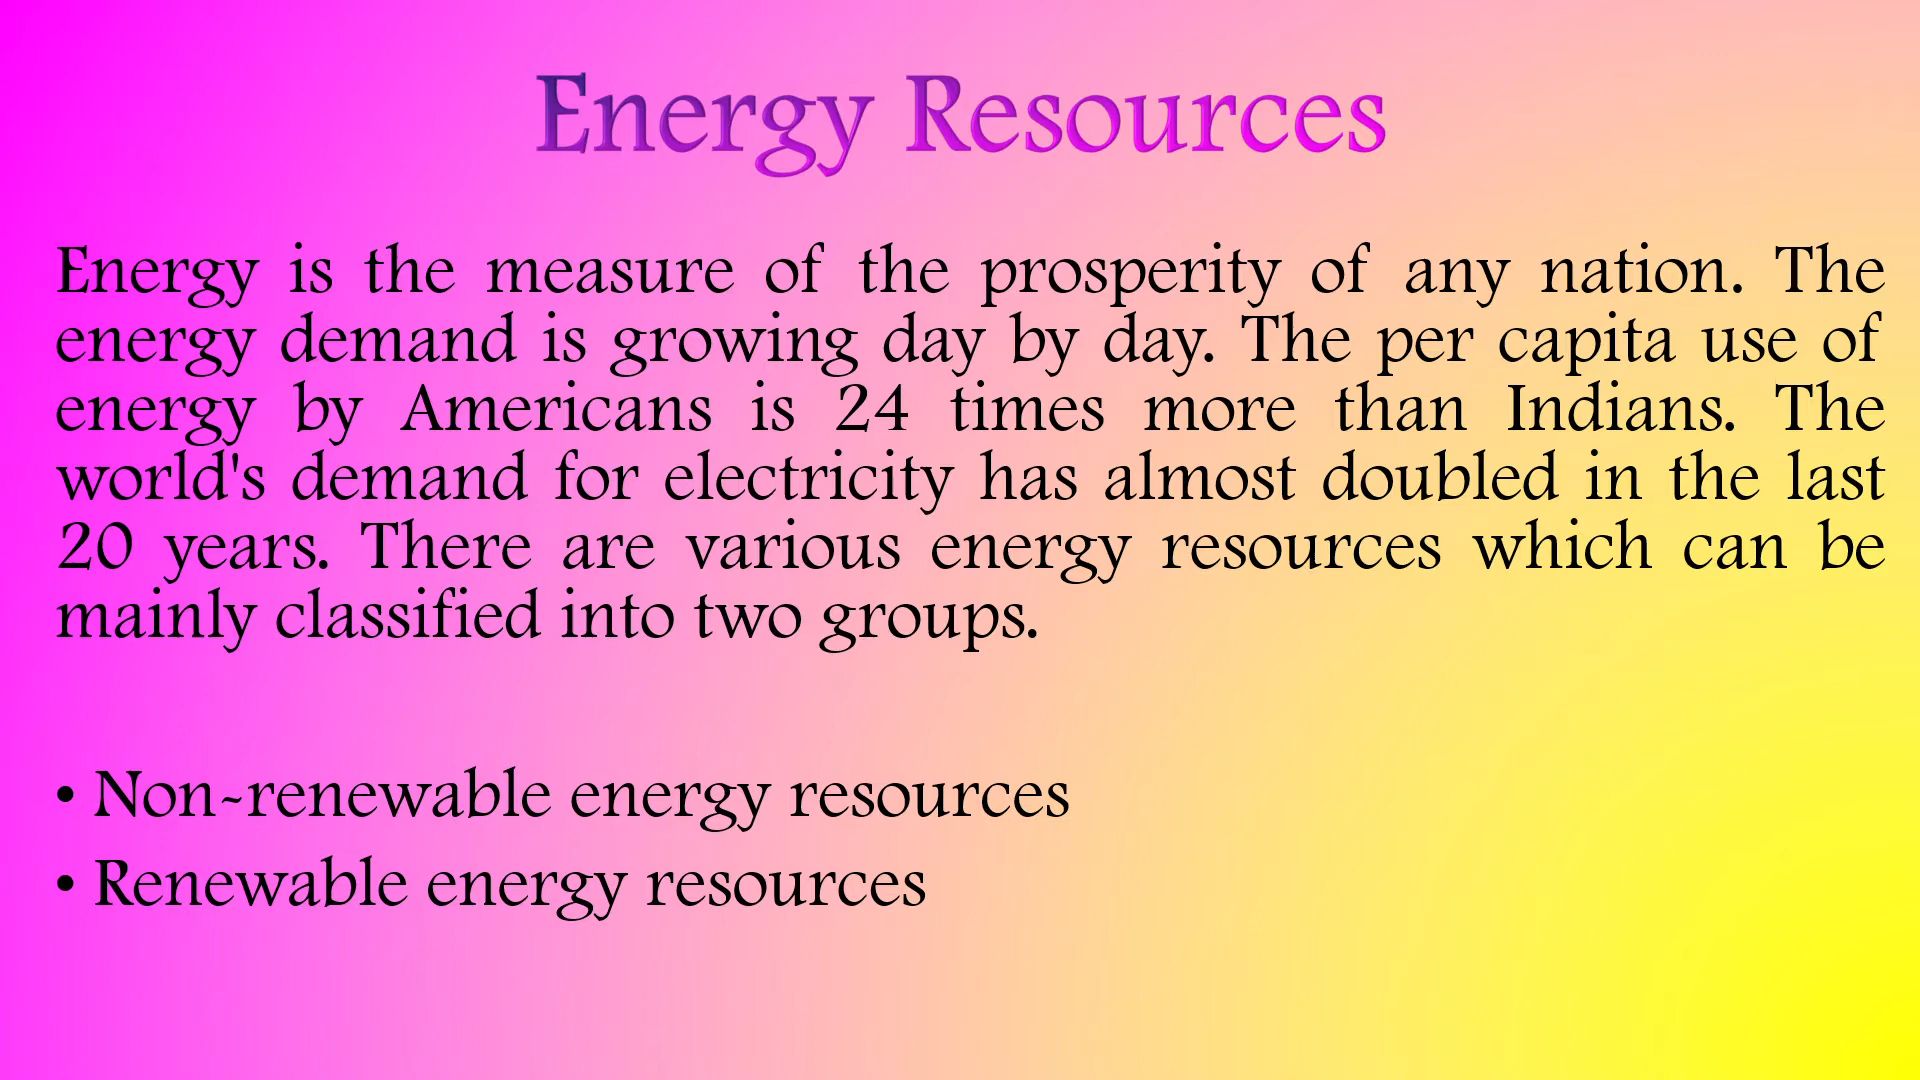 Energy Resources
Energy is the measure of the prosperity of any nation. The
energy demand is growing day by day. The per capita use of
energy by Americans is 24 times more than Indians. The
world's demand for electricity has almost doubled in the last
20 years. There are various energy resources which can be
mainly classified into two groups.
• Non-renewable energy resources
• Renewable energy resources